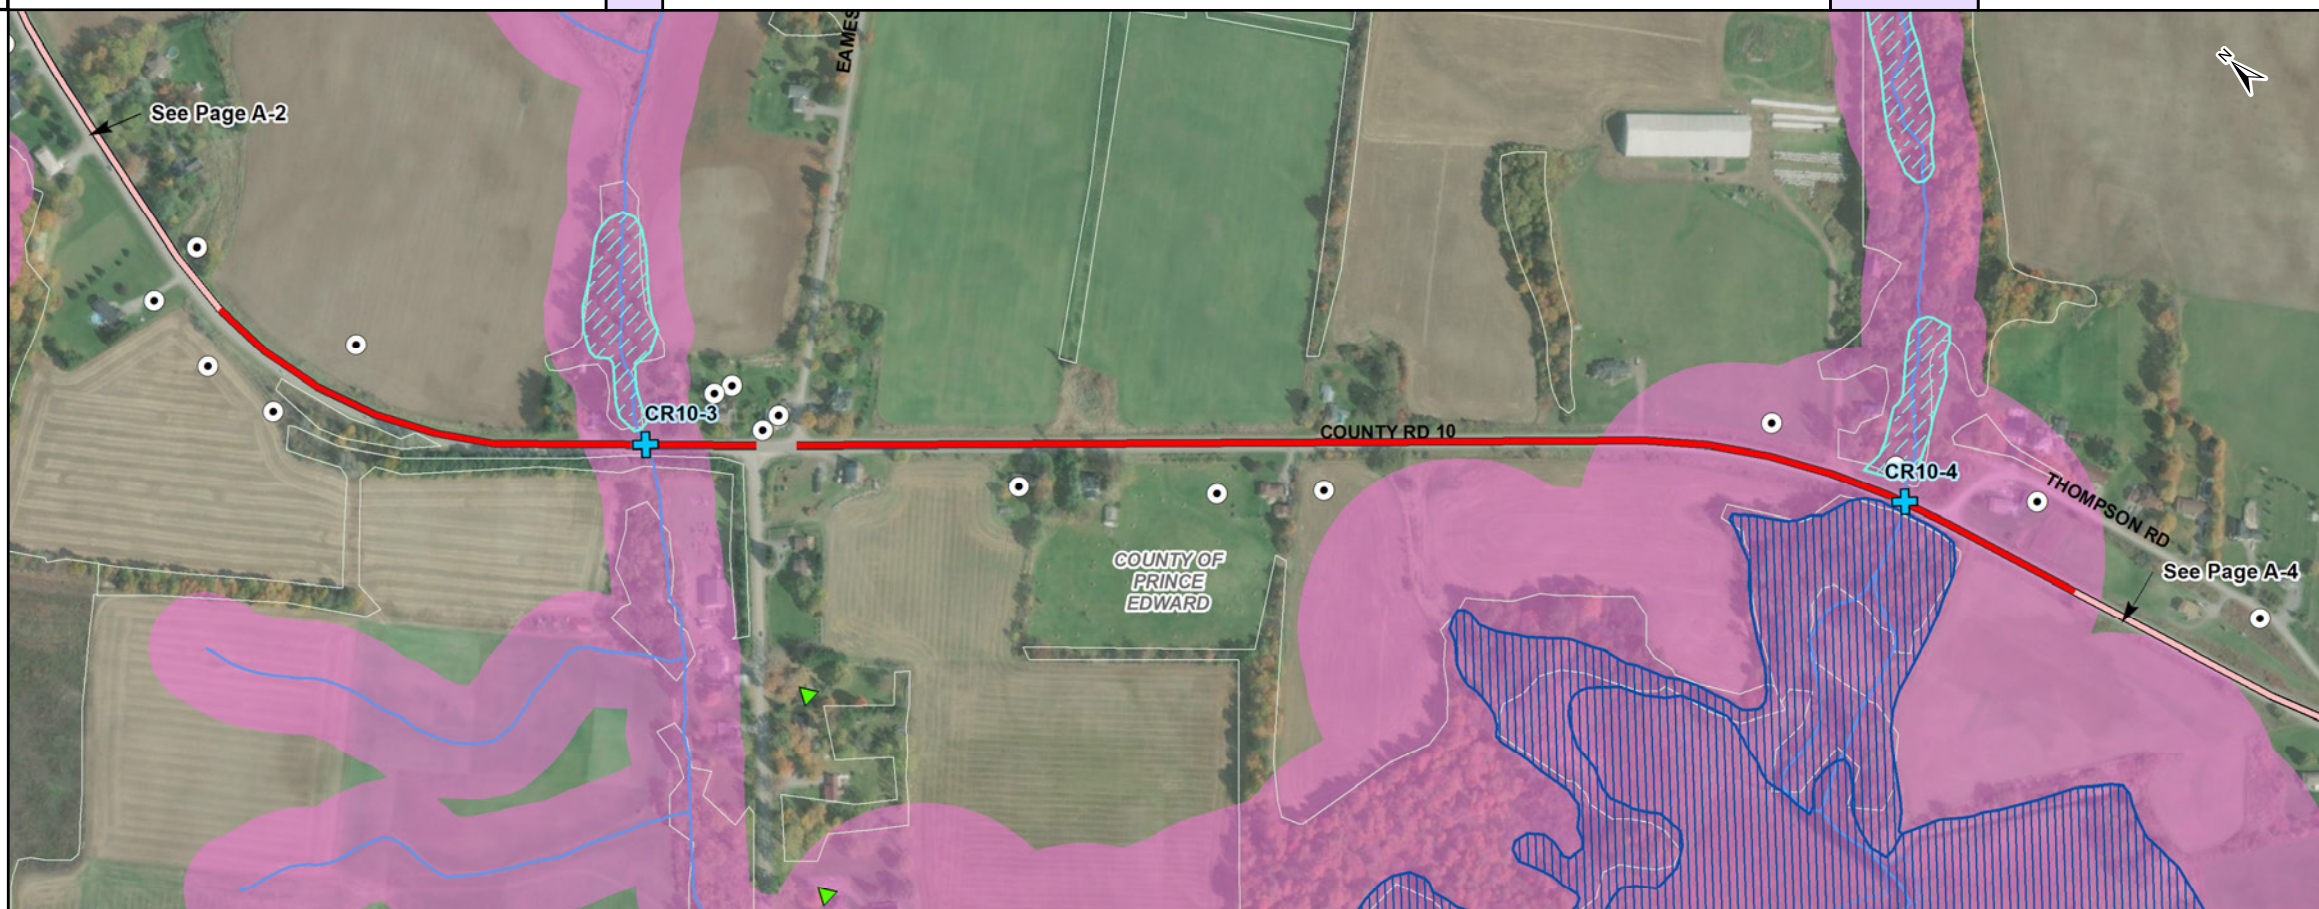 EAMES
N
See Page A-2
CR10-3
COUNTY RD 10
CR10-4
THOMPSON RD
COUNTY OF
PRINCE
EDWARD
See Page A-4